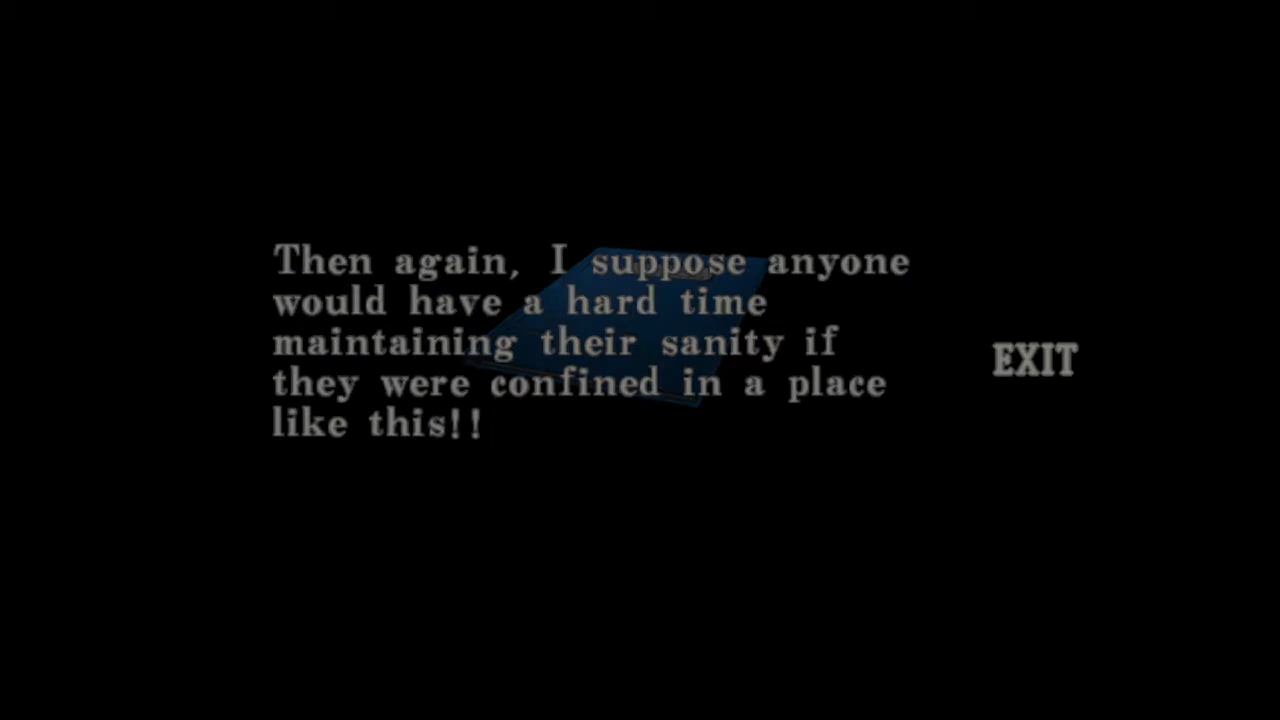 Then again, I suppose anyone
would have a hard time
maintaining their sanity if
they were confined in a place
like this!!
EXIT